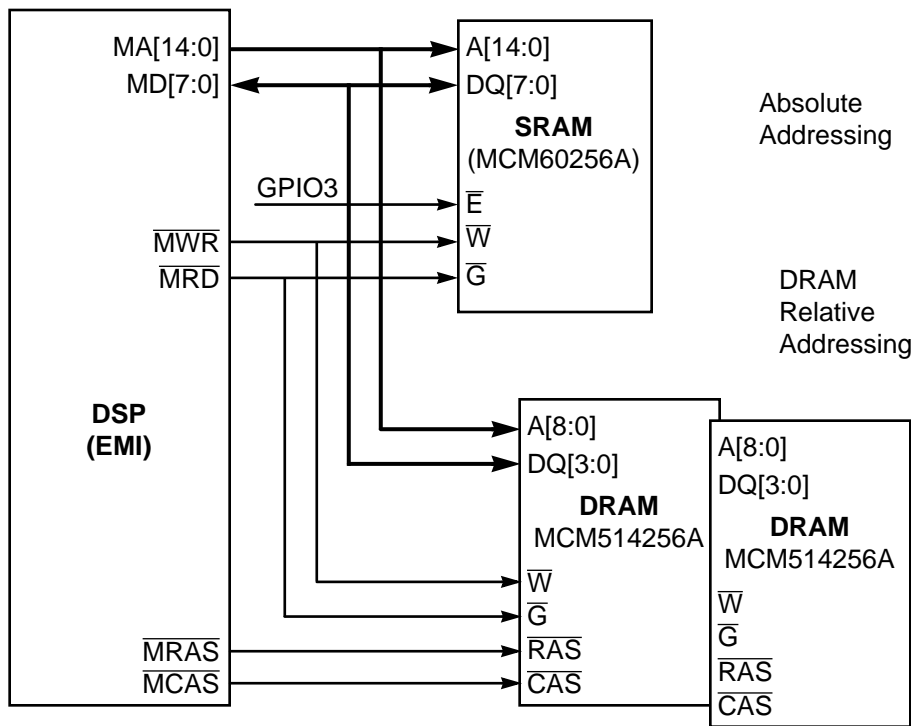 MA[14:0]
MD[7:0]
MWR
MRD
DSP
(EMI)
MRAS
MCAS
GPIO3
A[14:0]
DQ[7:0]
SRAM
(MCM60256A)
E
W
G
Absolute
Addressing
DRAM
Relative
Addressing
A[8:0]
DQ[3:0]
DRAM
MCM514256A
W
G
RAS
CAS
A[8:0]
DQ[3:0]
DRAM
MCM514256A
W
G
RAS
CAS